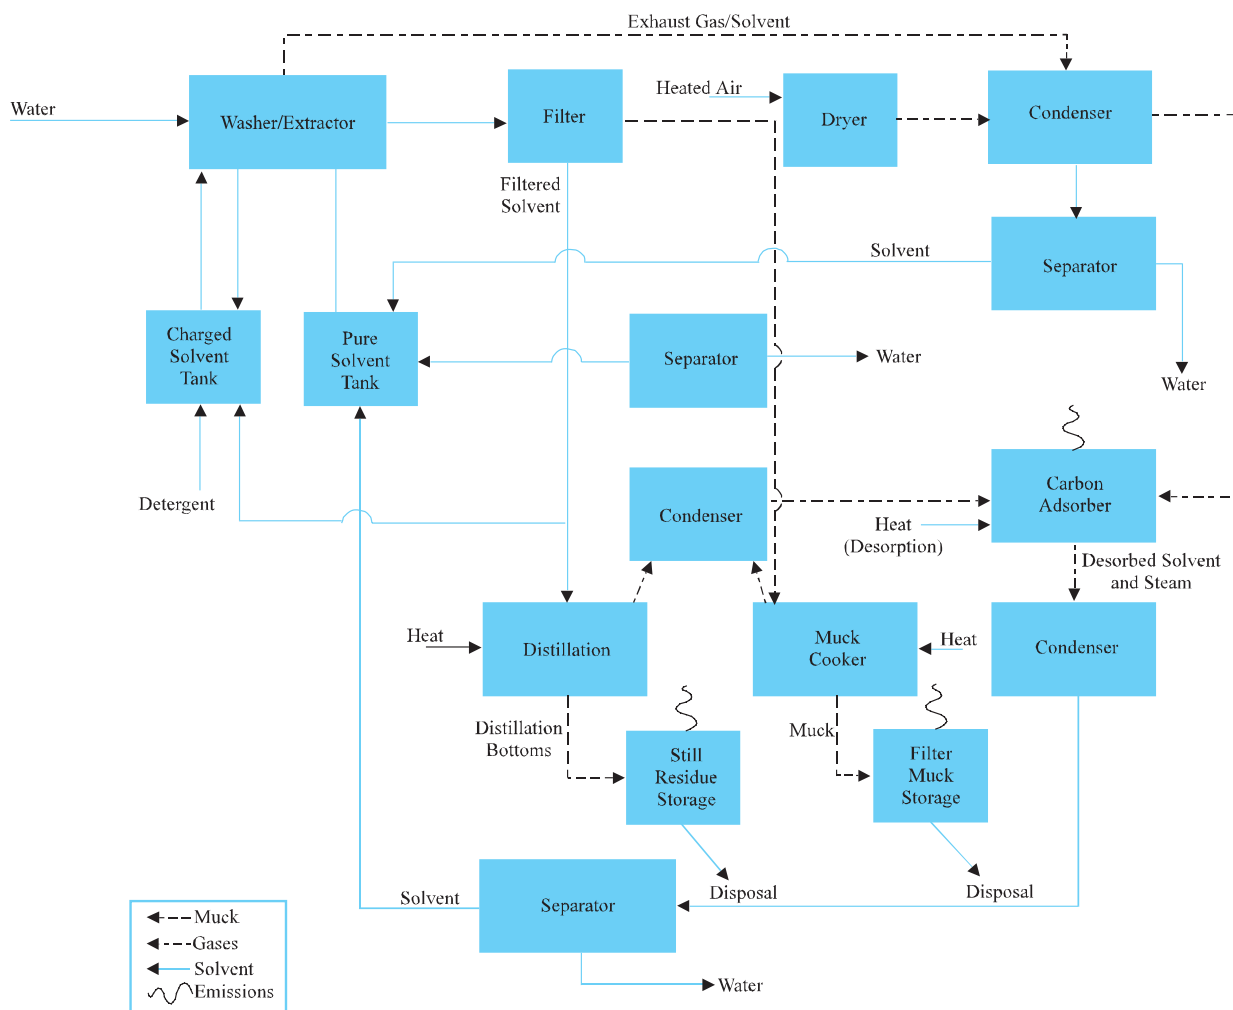 Exhaust Gas/Solvent
Water
Washer/Extractor
Filter
Heated Air
Dryer
Condenser
Filtered
Solvent
Solvent
Separator
Charged
Solvent
Tank
Pure
Solvent
Tank
Separator
Water
Water
Detergent
Condenser
Carbon
Adsorber
Heat
(Desorption)
Desorbed Solvent
and Steam
Heat
Distillation
Muck
Cooker
Heat
Condenser
Distillation
Bottoms
Still
Residue
Storage
Muck
Filter
Muck
Storage
Disposal
Disposal
Solvent
Separator
Water
Muck
Gases
Solvent
Emissions